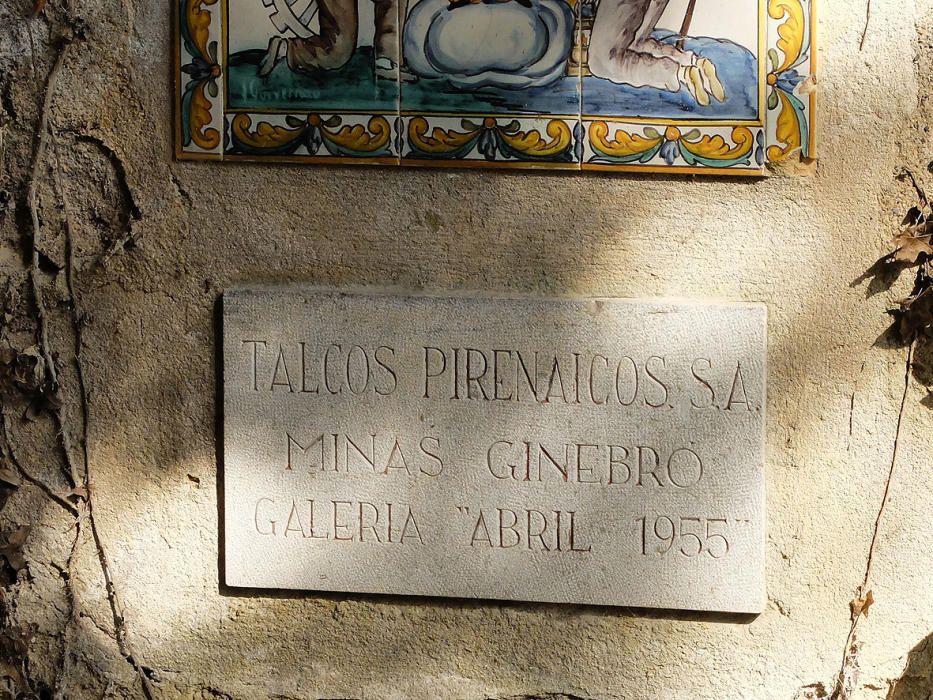 TALCOS PIRENAICOS. S.A.
MINAS GINEBRÓ
GALERIA "ABRIL 1955"